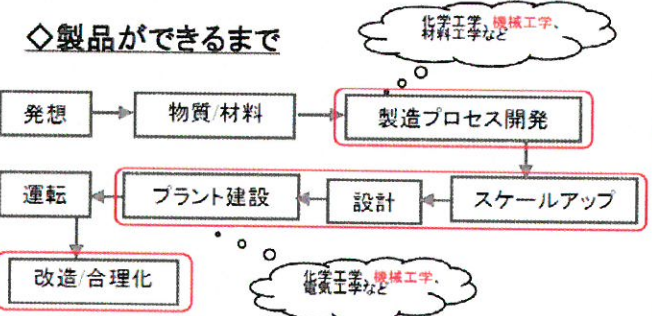 ◇製品ができるまで
化学工学、機械工学、
材料工学など
発想
物質/材料
製造プロセス開発
運転
プラント建設
設計
スケールアップ
改造/合理化
化学工学、機械工学、
電気工学など